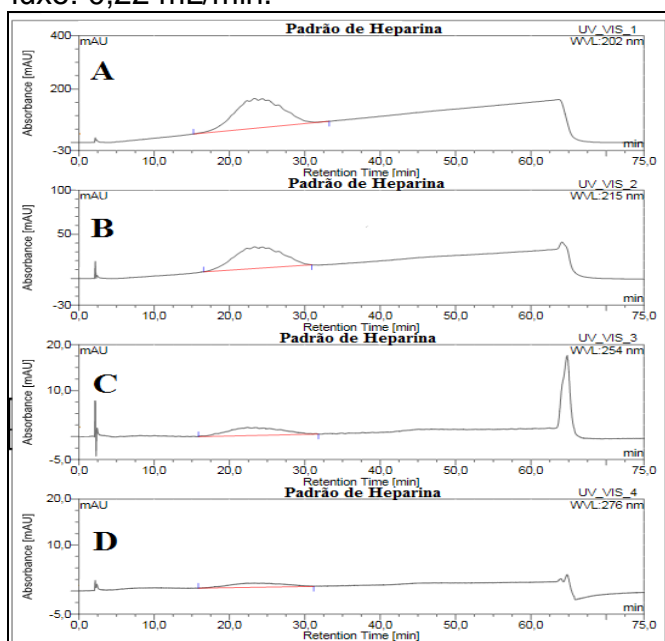 0,22 mL/min.
Padrão de Heparina UV_VIS_1
mAU WVL:202 nm
400
200
-30
Absorbance [mAU]
A
min
0,0 10,0 20,0 30,0 40,0 50,0 60,0 75,0
Retention Time [min]
Padrão de Heparina UV_VIS_2
mAU WVL:215 nm
100
50
-30
Absorbance [mAU]
B
min
0,0 10,0 20,0 30,0 40,0 50,0 60,0 75,0
Retention Time [min]
Padrão de Heparina UV_VIS_3
mAU WVL:254 nm
20,0
10,0
-5,0
Absorbance [mAU]
C
min
0,0 10,0 20,0 30,0 40,0 50,0 60,0 75,0
Retention Time [min]
Padrão de Heparina UV_VIS_4
mAU WVL:276 nm
20,0
10,0
-5,0
Absorbance [mAU]
D
min
0,0 10,0 20,0 30,0 40,0 50,0 60,0 75,0
Retention Time [min]